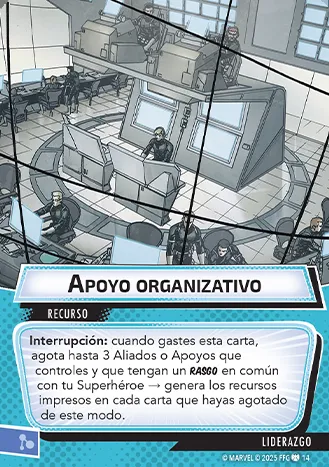 APOYO ORGANIZATIVO
RECURSO
Interrupción: cuando gastes esta carta,
agota hasta 3 Aliados o Apoyos que
controles y que tengan un RASGO en común
con tu Superhéroe → genera los recursos
impresos en cada carta que hayas agotado
de este modo.
LIDERAZGO
© MARVEL © 2025 FFG 14